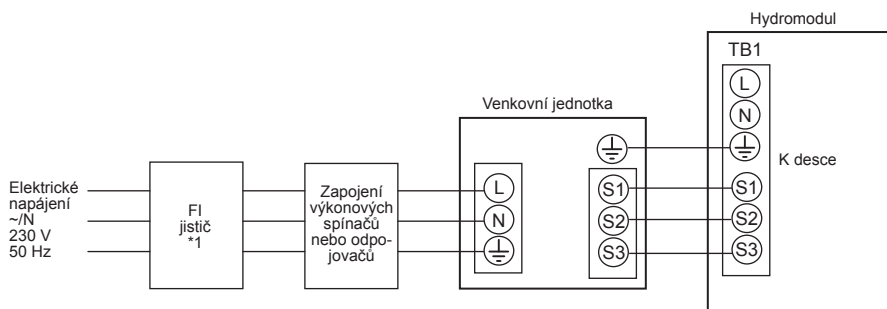 Hydromodul
TB1
L
N
K desce
S1
S2
S3
Venkovní jednotka
L
N
S1
S2
S3
Elektrické
napájení
~/N
230 V
50 Hz
FI
jistič
*1
Zapojení
výkonových
spínačů
nebo odpo-
jovačů